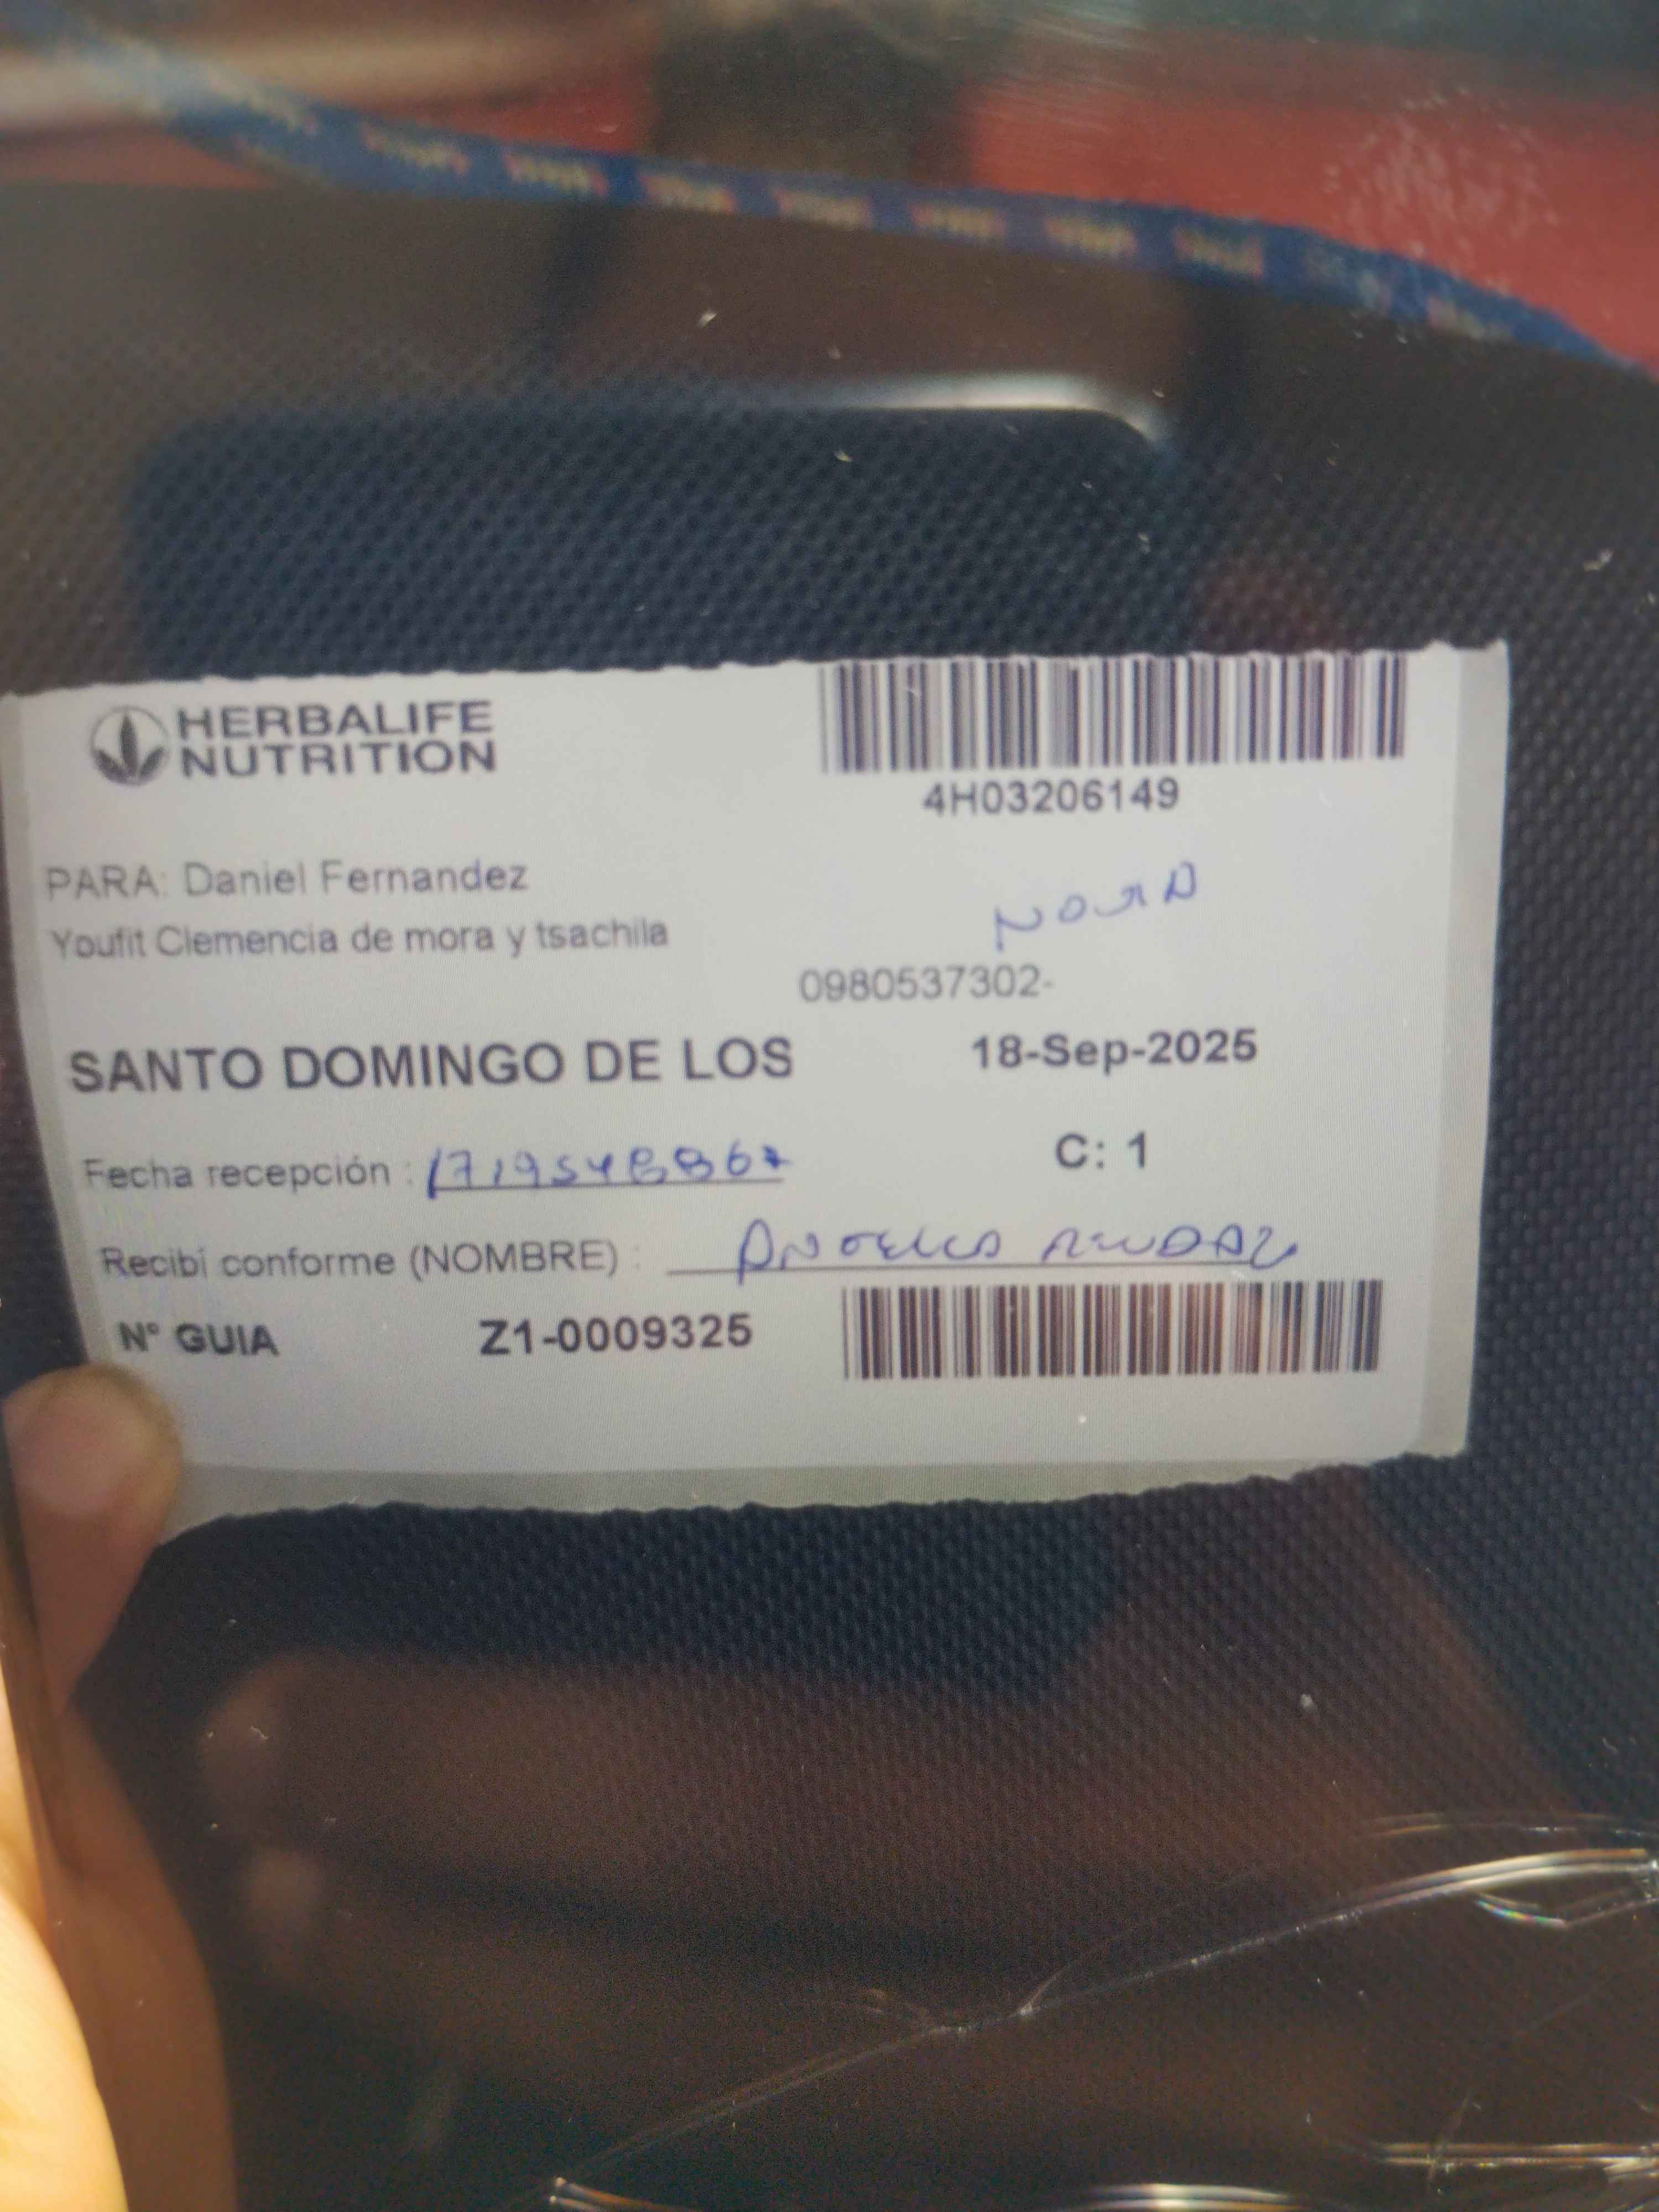 HERBALIFE
NUTRITION
4H03206149
PARA: Daniel Fernandez
Youfit Clemencia de mora y tsachila
0980537302-
SANTO DOMINGO DE LOS
18-Sep-2025
Fecha recepción :
C: 1
Recibí conforme (NOMBRE) :
N° GUIA Z1-0009325